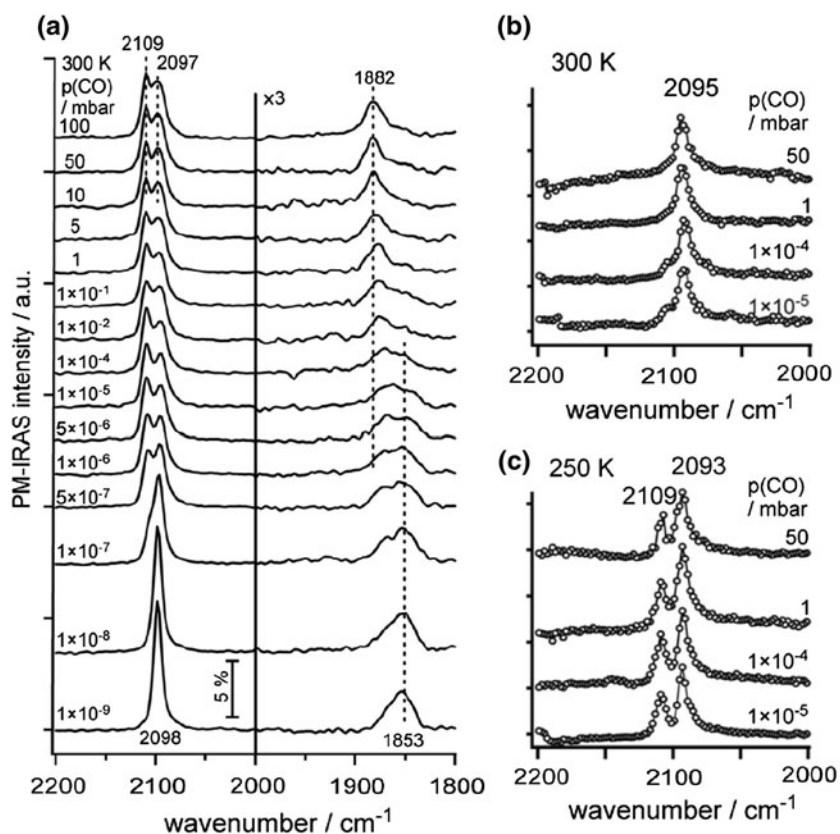 (a)
2109
2097
300 K
p(CO)
/ mbar
×3
1882
100
50
10
5
1
1×10⁻¹
1×10⁻²
1×10⁻⁴
1×10⁻⁵
5×10⁻⁶
1×10⁻⁶
5×10⁻⁷
1×10⁻⁷
1×10⁻⁸
1×10⁻⁹
5 %
2098
1853
PM-IRAS intensity / a.u.
2200 2100 2000 1900 1800
wavenumber / cm⁻¹
(b)
300 K
2095
p(CO)
/ mbar
50
1
1×10⁻⁴
1×10⁻⁵
2200 2100 2000
wavenumber / cm⁻¹
(c)
250 K
2093
2109
p(CO)
/ mbar
50
1
1×10⁻⁴
1×10⁻⁵
2200 2100 2000
wavenumber / cm⁻¹